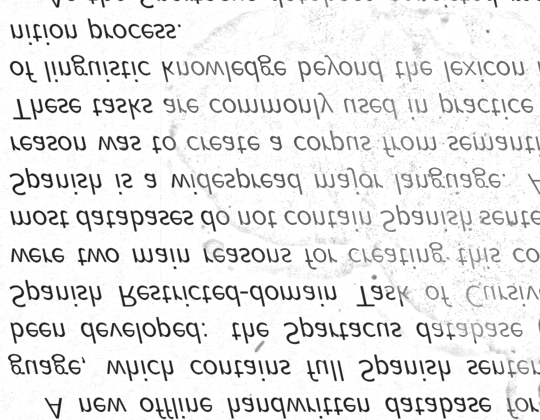 A new offline handwritten database for
guage, which contains full Spanish senten
been developed: the Spartacus database (
Spanish Restricted-domain Task of Cursiv
were two main reasons for creating this co
most databases do not contain Spanish sente
Spanish is a widespread major language. A
reason was to create a corpus from semanti
These tasks are commonly used in practice
of linguistic knowledge beyond the lexicon
nition process.
As the Spartacus database consisted